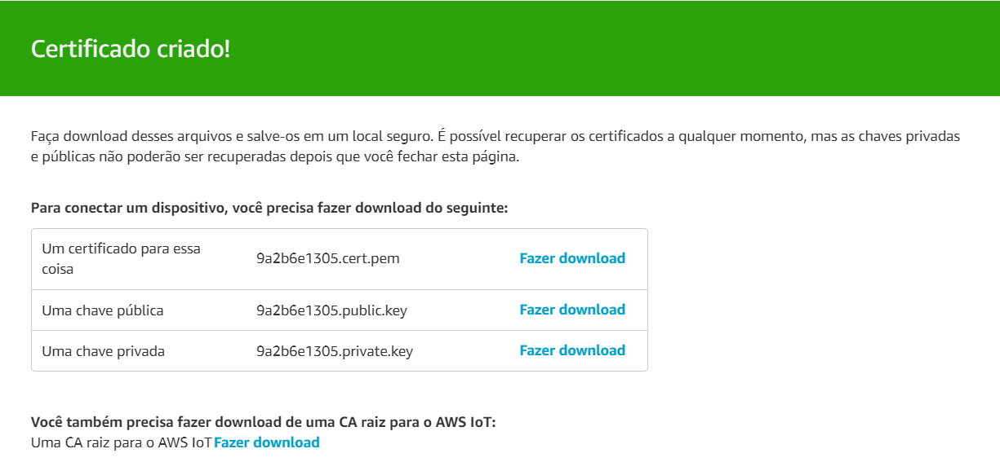 Certificado criado!
Faça download desses arquivos e salve-os em um local seguro. É possível recuperar os certificados a qualquer momento, mas as chaves privadas
e públicas não poderão ser recuperadas depois que você fechar esta página.
Para conectar um dispositivo, você precisa fazer download do seguinte:
Um certificado para essa
coisa
9a2b6e1305.cert.pem
Fazer download
Uma chave pública
9a2b6e1305.public.key
Fazer download
Uma chave privada
9a2b6e1305.private.key
Fazer download
Você também precisa fazer download de uma CA raiz para o AWS IoT:
Uma CA raiz para o AWS IoT Fazer download